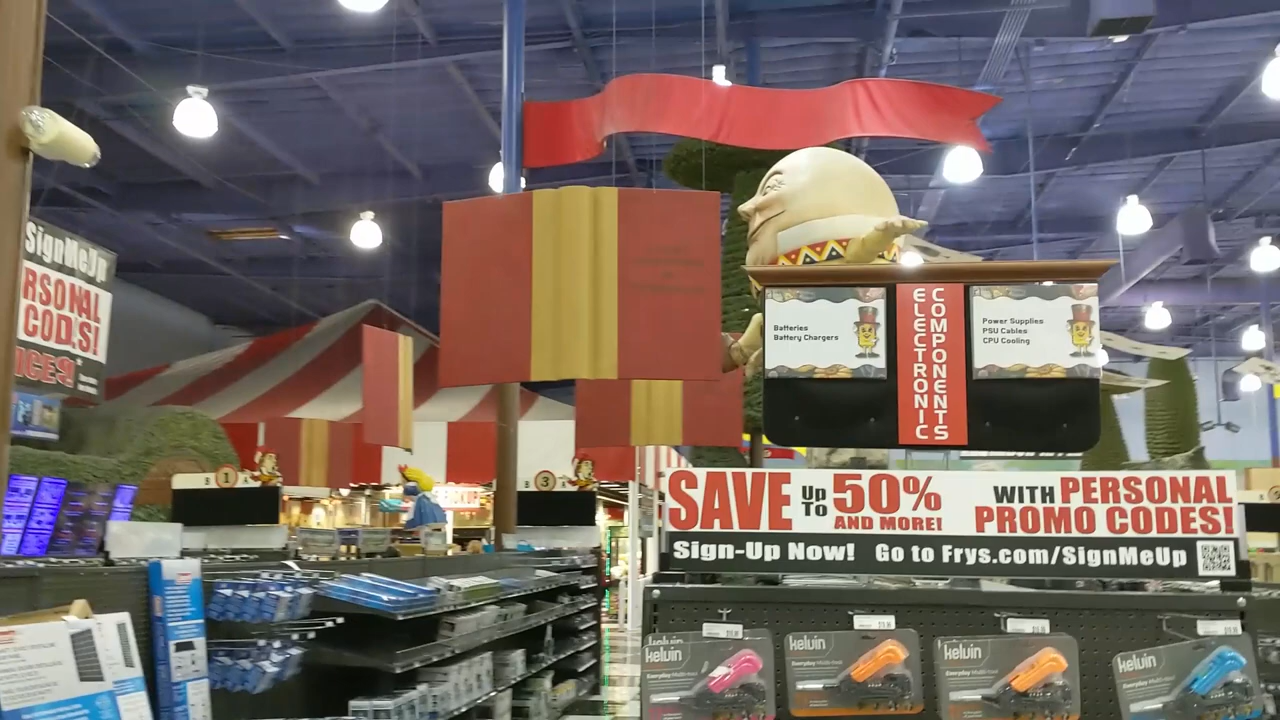 SignMeUp
RSONAL
COD S!
Batteries
Battery Chargers
ELECTRONIC
COMPONENTS
Power Supplies
PSU Cables
CPU Cooling
1
3
SAVE Up To 50% AND MORE! WITH PERSONAL PROMO CODES!
Sign-Up Now! Go to Frys.com/SignMeUp
kelvin
kelvin
kelvin
kelvin
Everyday Multi-tool